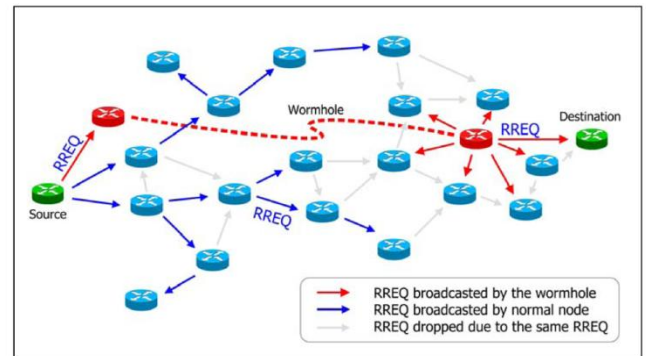 Wormhole
Destination
RREQ
RREQ
Source
RREQ
RREQ broadcasted by the wormhole
RREQ broadcasted by normal node
RREQ dropped due to the same RREQ